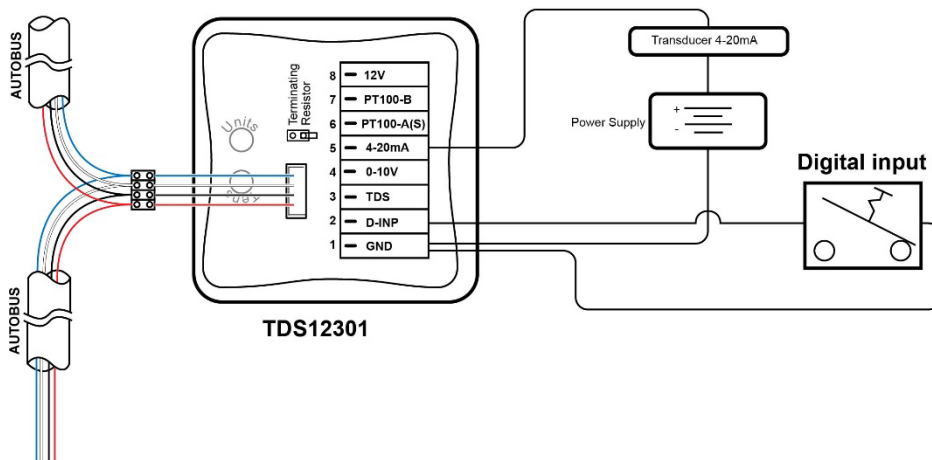 AUTOBUS
Terminating
Resistor
Units
Tens
8 12V
7 PT100-B
6 PT100-A(S)
5 4-20mA
4 0-10V
3 TDS
2 D-INP
1 GND
Transducer 4-20mA
Power Supply
+
-
Digital input
AUTOBUS
TDS12301